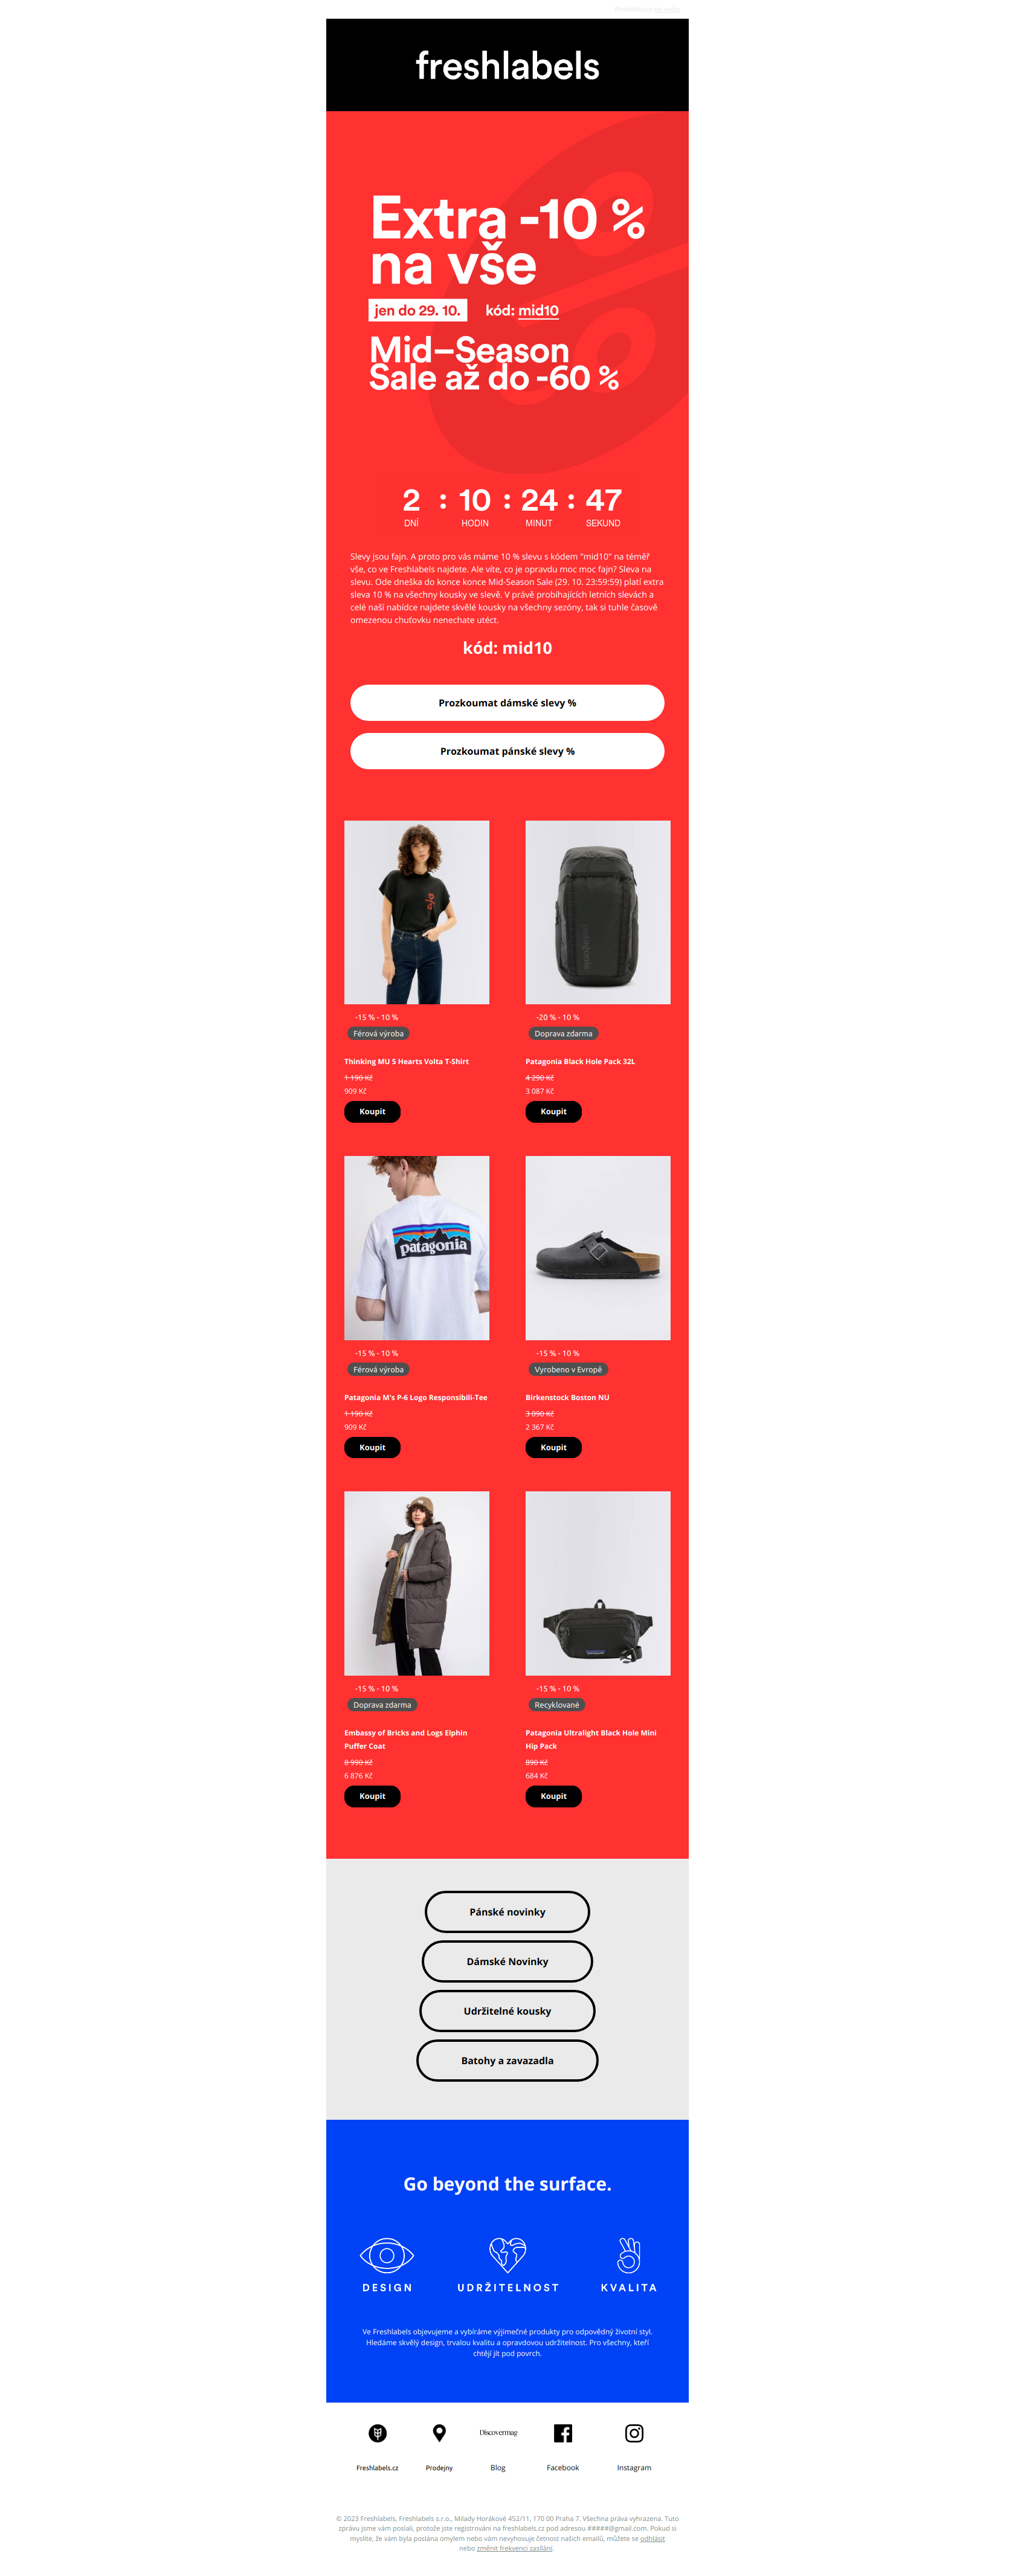 Prohlédnout na webu
freshlabels
Extra -10 %
na vše
jen do 29. 10. kód: mid10
Mid–Season
Sale až do -60 %
2 : 10 : 24 : 47
DNÍ HODIN MINUT SEKUND
Slevy jsou fajn. A proto pro vás máme 10 % slevu s kódem "mid10" na téměř
vše, co ve Freshlabels najdete. Ale víte, co je opravdu moc moc fajn? Sleva na
slevu. Ode dneška do konce konce Mid-Season Sale (29. 10. 23:59:59) platí extra
sleva 10 % na všechny kousky ve slevě. V právě probíhajících letních slevách a
celé naší nabídce najdete skvělé kousky na všechny sezóny, tak si tuhle časově
omezenou chuťovku nenechate utéct.
kód: mid10
Prozkoumat dámské slevy %
Prozkoumat pánské slevy %
patagonia
-15 % - 10 %
Férová výroba
Thinking MU 5 Hearts Volta T-Shirt
1 190 Kč
909 Kč
Koupit
-20 % - 10 %
Doprava zdarma
Patagonia Black Hole Pack 32L
4 290 Kč
3 087 Kč
Koupit
patagonia
-15 % - 10 %
Férová výroba
Patagonia M's P-6 Logo Responsibili-Tee
1 190 Kč
909 Kč
Koupit
-15 % - 10 %
Vyrobeno v Evropě
Birkenstock Boston NU
3 090 Kč
2 367 Kč
Koupit
-15 % - 10 %
Doprava zdarma
Embassy of Bricks and Logs Elphin
Puffer Coat
8 990 Kč
6 876 Kč
Koupit
-15 % - 10 %
Recyklované
Patagonia Ultralight Black Hole Mini
Hip Pack
890 Kč
684 Kč
Koupit
Pánské novinky
Dámské Novinky
Udržitelné kousky
Batohy a zavazadla
Go beyond the surface.
DESIGN UDRŽITELNOST KVALITA
Ve Freshlabels objevujeme a vybíráme výjimečné produkty pro odpovědný životní styl.
Hledáme skvělý design, trvalou kvalitu a opravdovou udržitelnost. Pro všechny, kteří
chtějí jít pod povrch.
Discovermag
Freshlabels.cz Prodejny Blog Facebook Instagram
© 2023 Freshlabels, Freshlabels s.r.o., Milady Horákové 452/11, 170 00 Praha 7. Všechna práva vyhrazena. Tuto
zprávu jsme vám poslali, protože jste registrováni na freshlabels.cz pod adresou #####@gmail.com. Pokud si
myslíte, že vám byla poslána omylem nebo vám nevyhovuje četnost našich emailů, můžete se odhlásit
nebo změnit frekvenci zasílání.